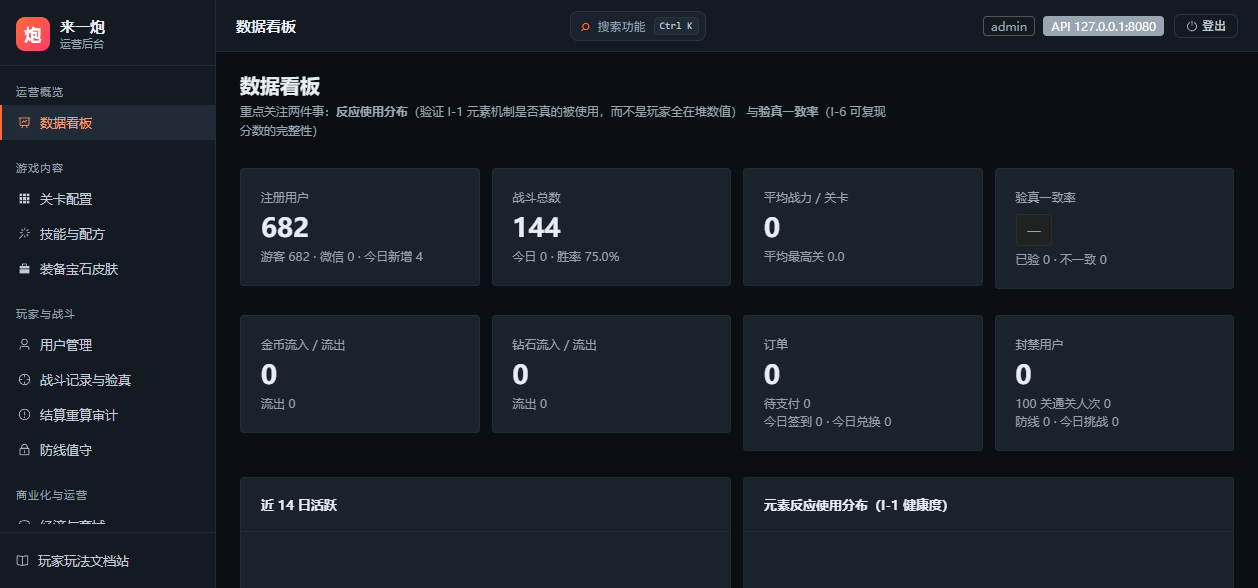 炮
来一炮
运营后台
数据看板
搜索功能 Ctrl K
admin
API 127.0.0.1:8080
登出
运营概览
数据看板
游戏内容
关卡配置
技能与配方
装备宝石皮肤
玩家与战斗
用户管理
战斗记录与验真
结算重算审计
防线值守
商业化与运营
玩家玩法文档站
数据看板
重点关注两件事：反应使用分布（验证 I-1 元素机制是否真的被使用，而不是玩家全在堆数值） 与验真一致率（I-6 可复现
分数的完整性）
注册用户
682
游客 682 · 微信 0 · 今日新增 4
战斗总数
144
今日 0 · 胜率 75.0%
平均战力 / 关卡
0
平均最高关 0.0
验真一致率
—
已验 0 · 不一致 0
金币流入 / 流出
0
流出 0
钻石流入 / 流出
0
流出 0
订单
0
待支付 0
今日签到 0 · 今日兑换 0
封禁用户
0
100 关通关人次 0
防线 0 · 今日挑战 0
近 14 日活跃
元素反应使用分布（I-1 健康度）